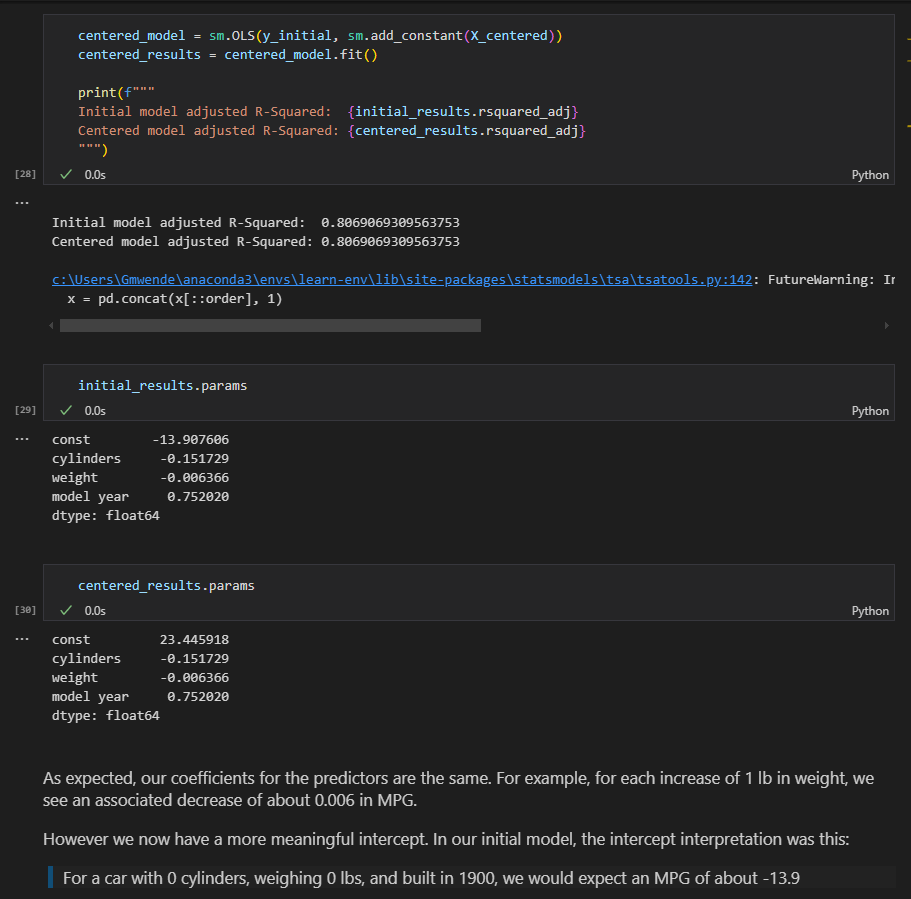 centered_model = sm.OLS(y_initial, sm.add_constant(X_centered))
centered_results = centered_model.fit()
print(f"""
Initial model adjusted R-Squared:  {initial_results.rsquared_adj}
Centered model adjusted R-Squared: {centered_results.rsquared_adj}
""")
[28] 0.0s Python
...
Initial model adjusted R-Squared:  0.8069069309563753
Centered model adjusted R-Squared: 0.8069069309563753
c:\Users\Gmwende\anaconda3\envs\learn-env\lib\site-packages\statsmodels\tsa\tsatools.py:142: FutureWarning:
x = pd.concat(x[::order], 1)
initial_results.params
[29] 0.0s Python
... const -13.907606
cylinders -0.151729
weight -0.006366
model year 0.752020
dtype: float64
centered_results.params
[30] 0.0s Python
... const 23.445918
cylinders -0.151729
weight -0.006366
model year 0.752020
dtype: float64
As expected, our coefficients for the predictors are the same. For example, for each increase of 1 lb in weight, we
see an associated decrease of about 0.006 in MPG.
However we now have a more meaningful intercept. In our initial model, the intercept interpretation was this:
For a car with 0 cylinders, weighing 0 lbs, and built in 1900, we would expect an MPG of about -13.9